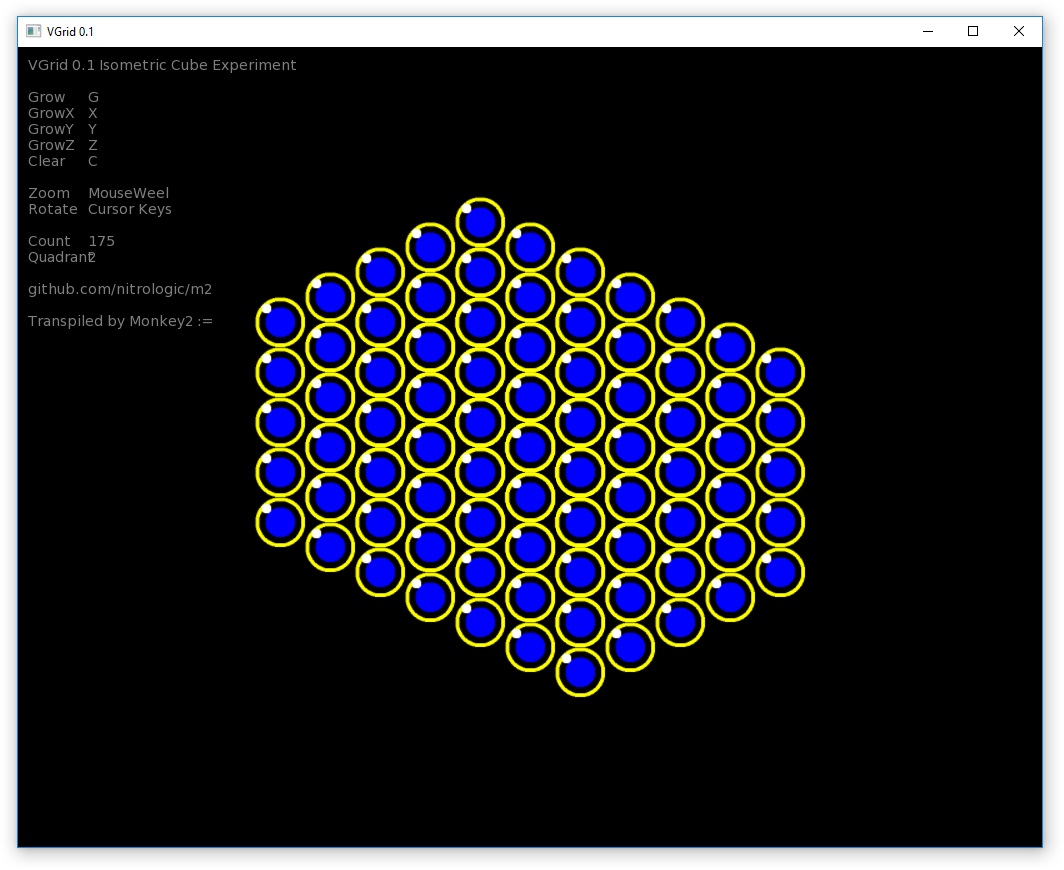 VGrid 0.1
VGrid 0.1 Isometric Cube Experiment
Grow G
GrowX X
GrowY Y
GrowZ Z
Clear C
Zoom MouseWeel
Rotate Cursor Keys
Count 175
Quadrant 2
github.com/nitrologic/m2
Transpiled by Monkey2 :=